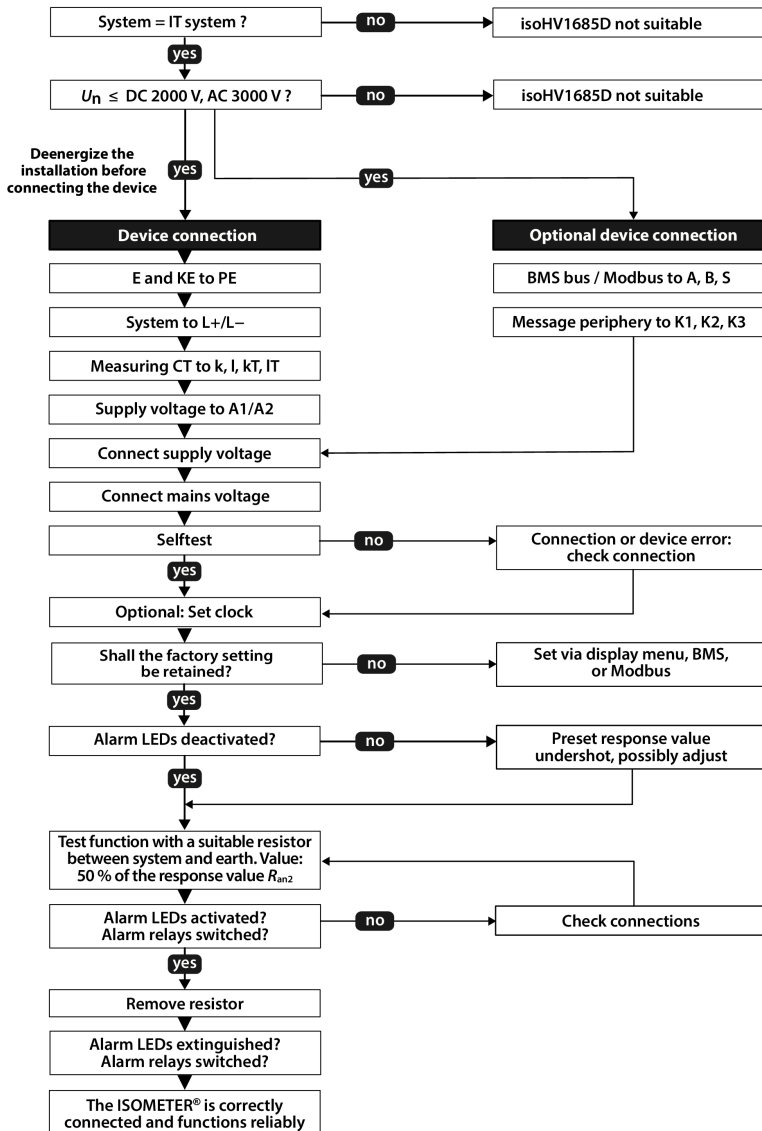 System = IT system ?
no
isoHV1685D not suitable
yes
Un ≤ DC 2000 V, AC 3000 V ?
no
isoHV1685D not suitable
Deenergize the
installation before
connecting the device
yes
yes
Device connection
Optional device connection
E and KE to PE
BMS bus / Modbus to A, B, S
System to L+/L−
Message periphery to K1, K2, K3
Measuring CT to k, l, kT, lT
Supply voltage to A1/A2
Connect supply voltage
Connect mains voltage
Selftest
no
Connection or device error:
check connection
yes
Optional: Set clock
Shall the factory setting
be retained?
no
Set via display menu, BMS,
or Modbus
yes
Alarm LEDs deactivated?
no
Preset response value
undershot, possibly adjust
yes
Test function with a suitable resistor
between system and earth. Value:
50 % of the response value Ran2
Alarm LEDs activated?
Alarm relays switched?
no
Check connections
yes
Remove resistor
Alarm LEDs extinguished?
Alarm relays switched?
The ISOMETER® is correctly
connected and functions reliably